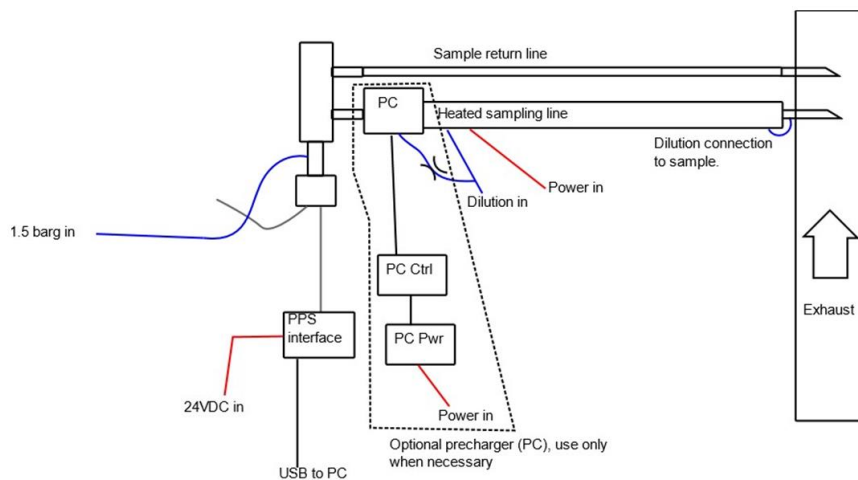 Sample return line
PC
Heated sampling line
Dilution connection
to sample.
Power in
Dilution in
1.5 barg in
PC Ctrl
Exhaust
PPS
interface
PC Pwr
24VDC in
Power in
Optional precharger (PC), use only
when necessary
USB to PC